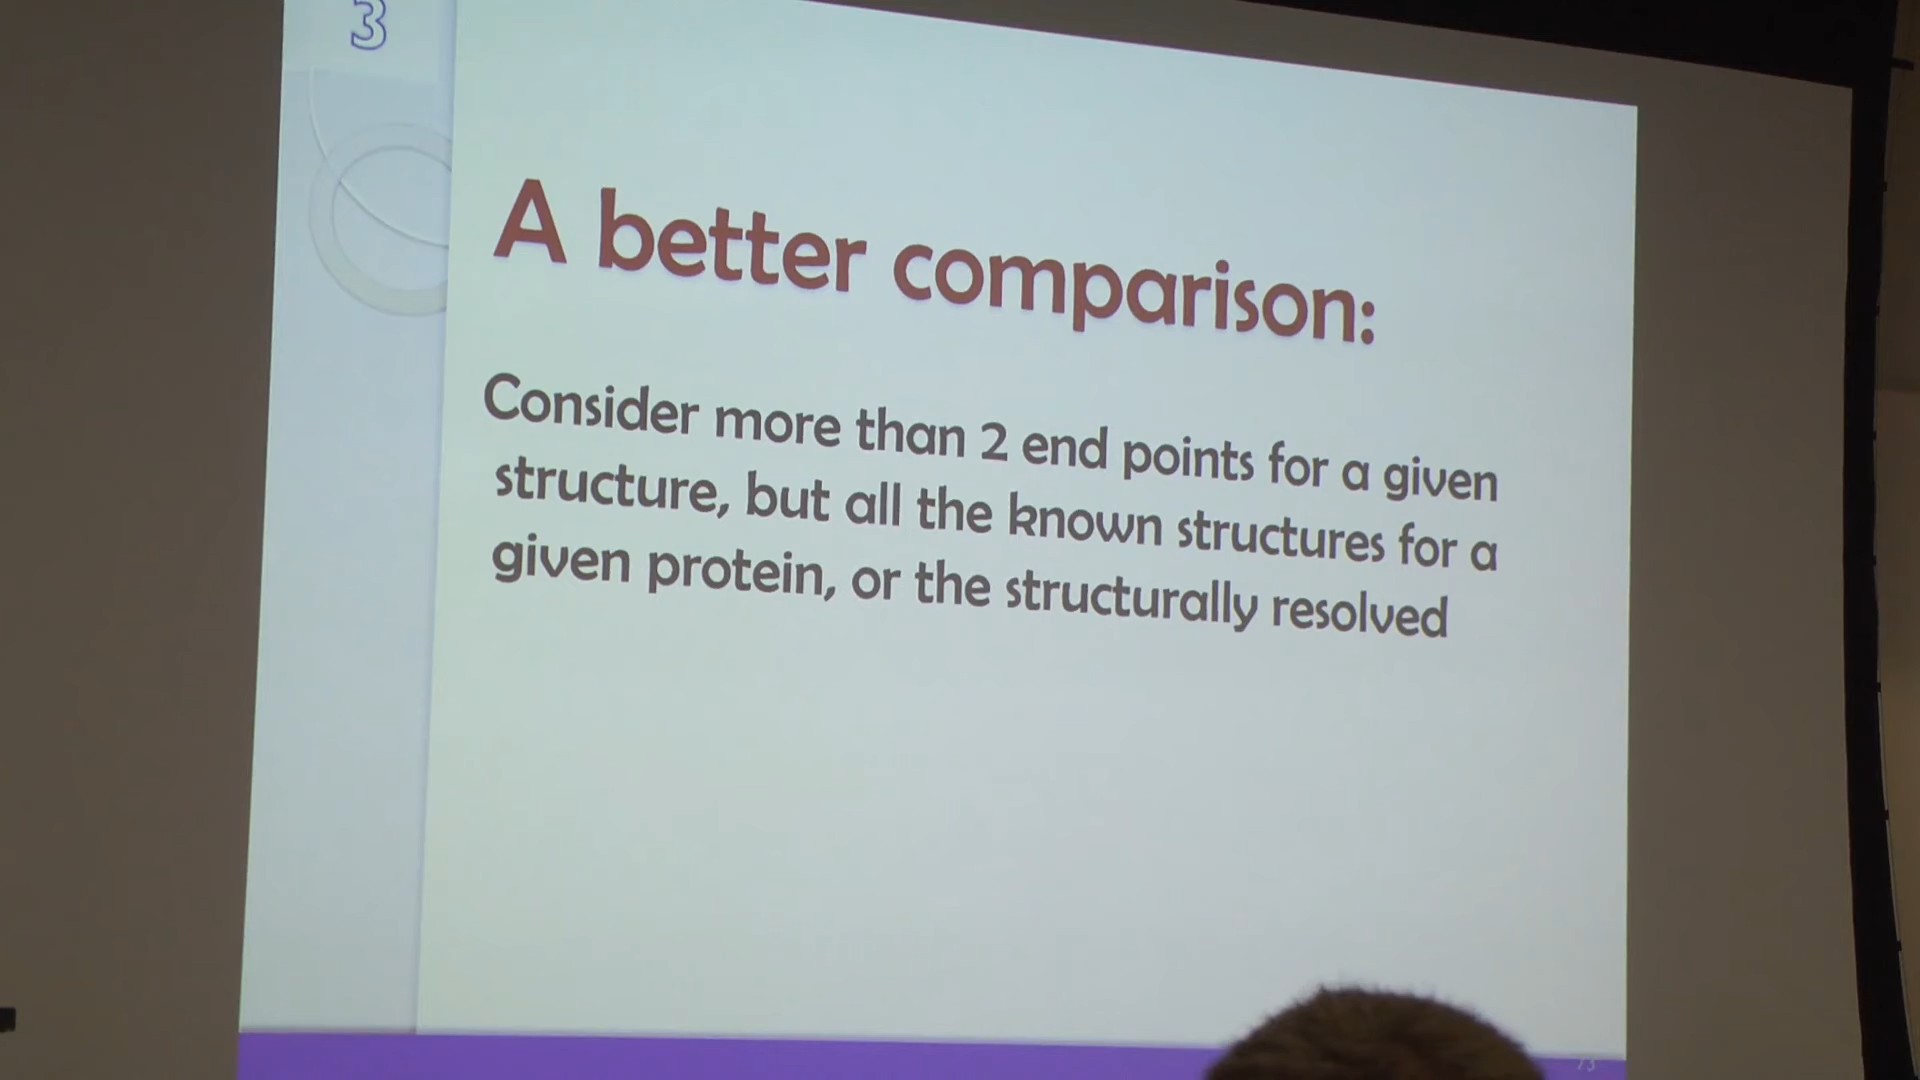 3
A better comparison:
Consider more than 2 end points for a given
structure, but all the known structures for a
given protein, or the structurally resolved